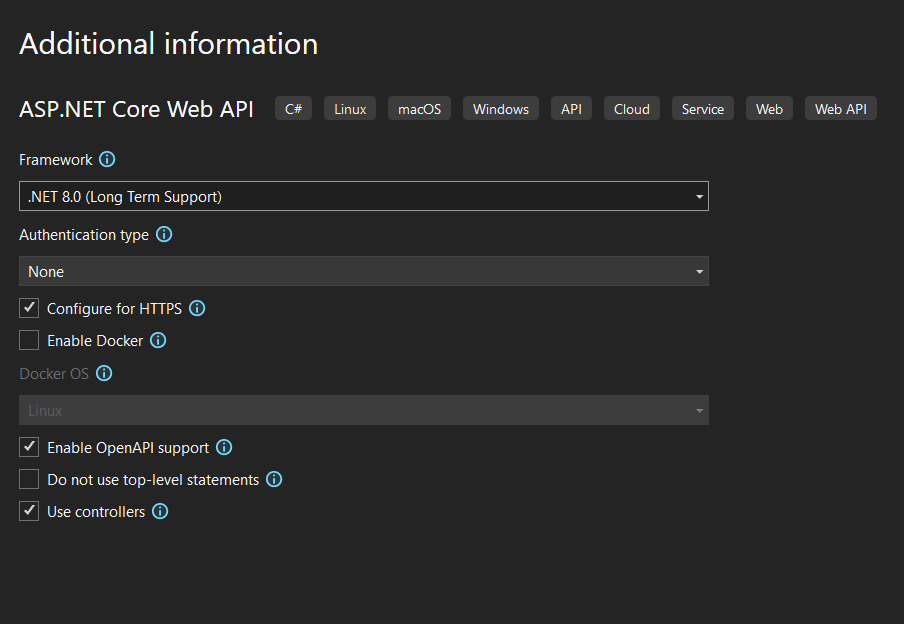 Additional information
ASP.NET Core Web API C# Linux macOS Windows API Cloud Service Web Web API
Framework
.NET 8.0 (Long Term Support)
Authentication type
None
Configure for HTTPS
Enable Docker
Docker OS
Linux
Enable OpenAPI support
Do not use top-level statements
Use controllers